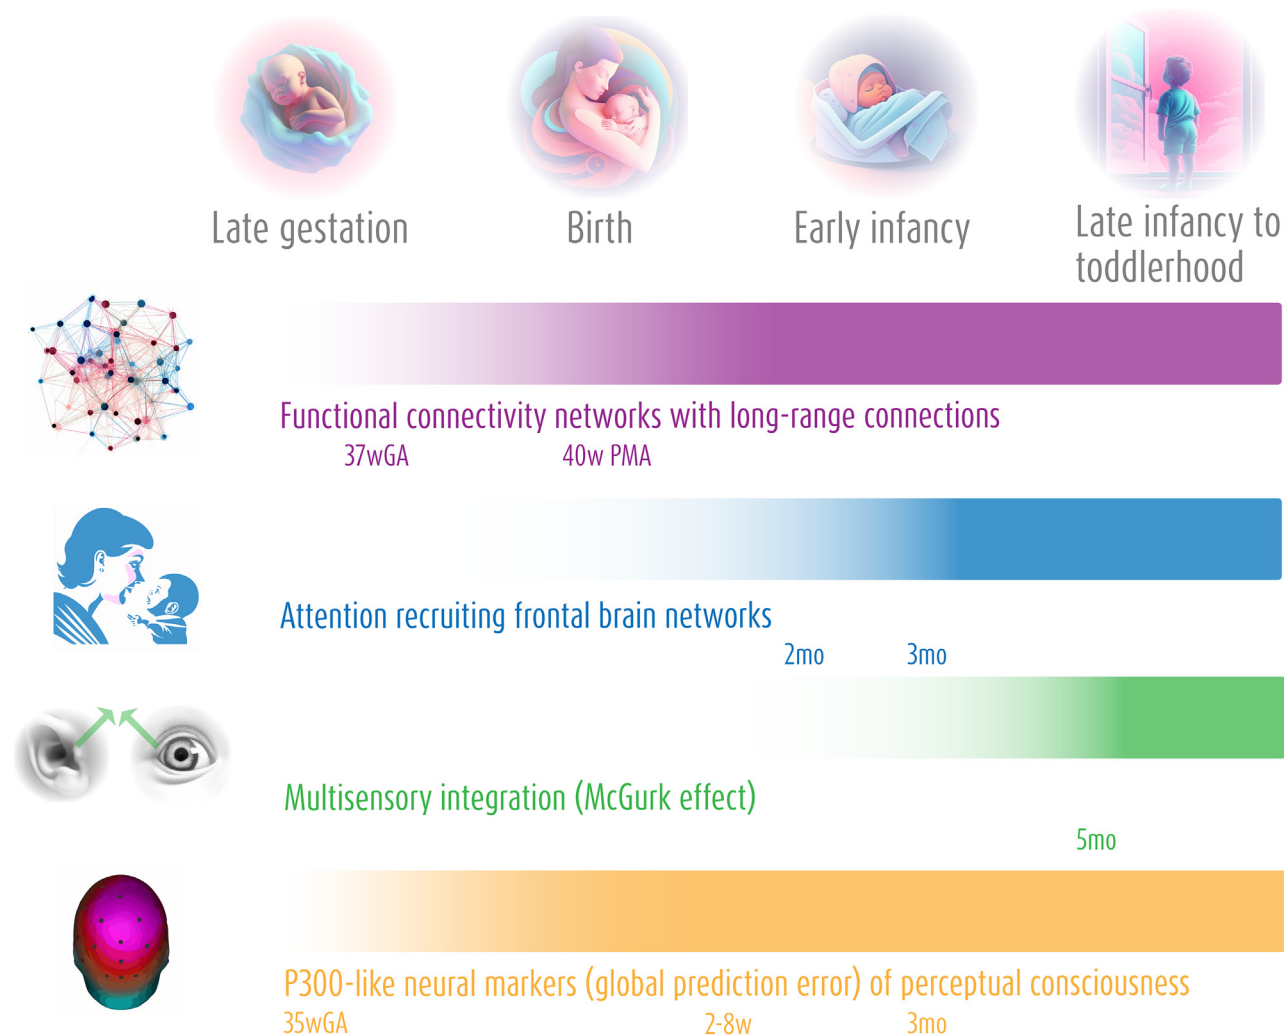 Late gestation
Birth
Early infancy
Late infancy to
toddlerhood
Functional connectivity networks with long-range connections
37wGA
40w PMA
Attention recruiting frontal brain networks
2mo
3mo
Multisensory integration (McGurk effect)
5mo
P300-like neural markers (global prediction error) of perceptual consciousness
35wGA
2-8w
3mo